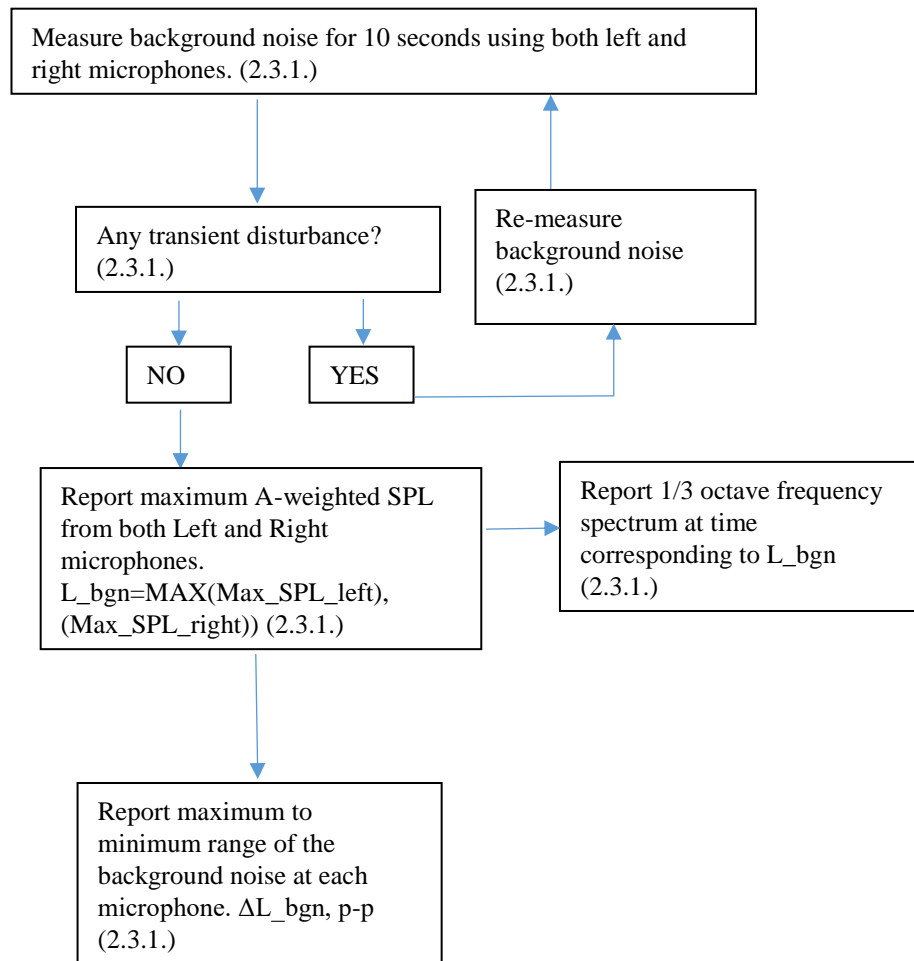 Measure background noise for 10 seconds using both left and
right microphones. (2.3.1.)
Any transient disturbance?
(2.3.1.)
Re-measure
background noise
(2.3.1.)
NO
YES
Report maximum A-weighted SPL
from both Left and Right
microphones.
L_bgn=MAX(Max_SPL_left),
(Max_SPL_right)) (2.3.1.)
Report 1/3 octave frequency
spectrum at time
corresponding to L_bgn
(2.3.1.)
Report maximum to
minimum range of the
background noise at each
microphone. ΔL_bgn, p-p
(2.3.1.)